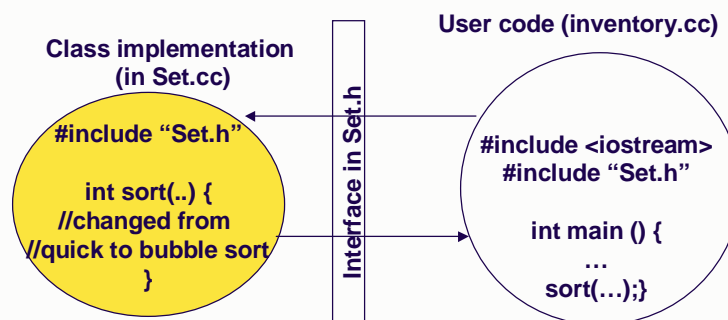 Class implementation
(in Set.cc)
#include “Set.h”
int sort(..) {
//changed from
//quick to bubble sort
}
Interface in Set.h
User code (inventory.cc)
#include <iostream>
#include “Set.h”
int main () {
…
sort(…);}